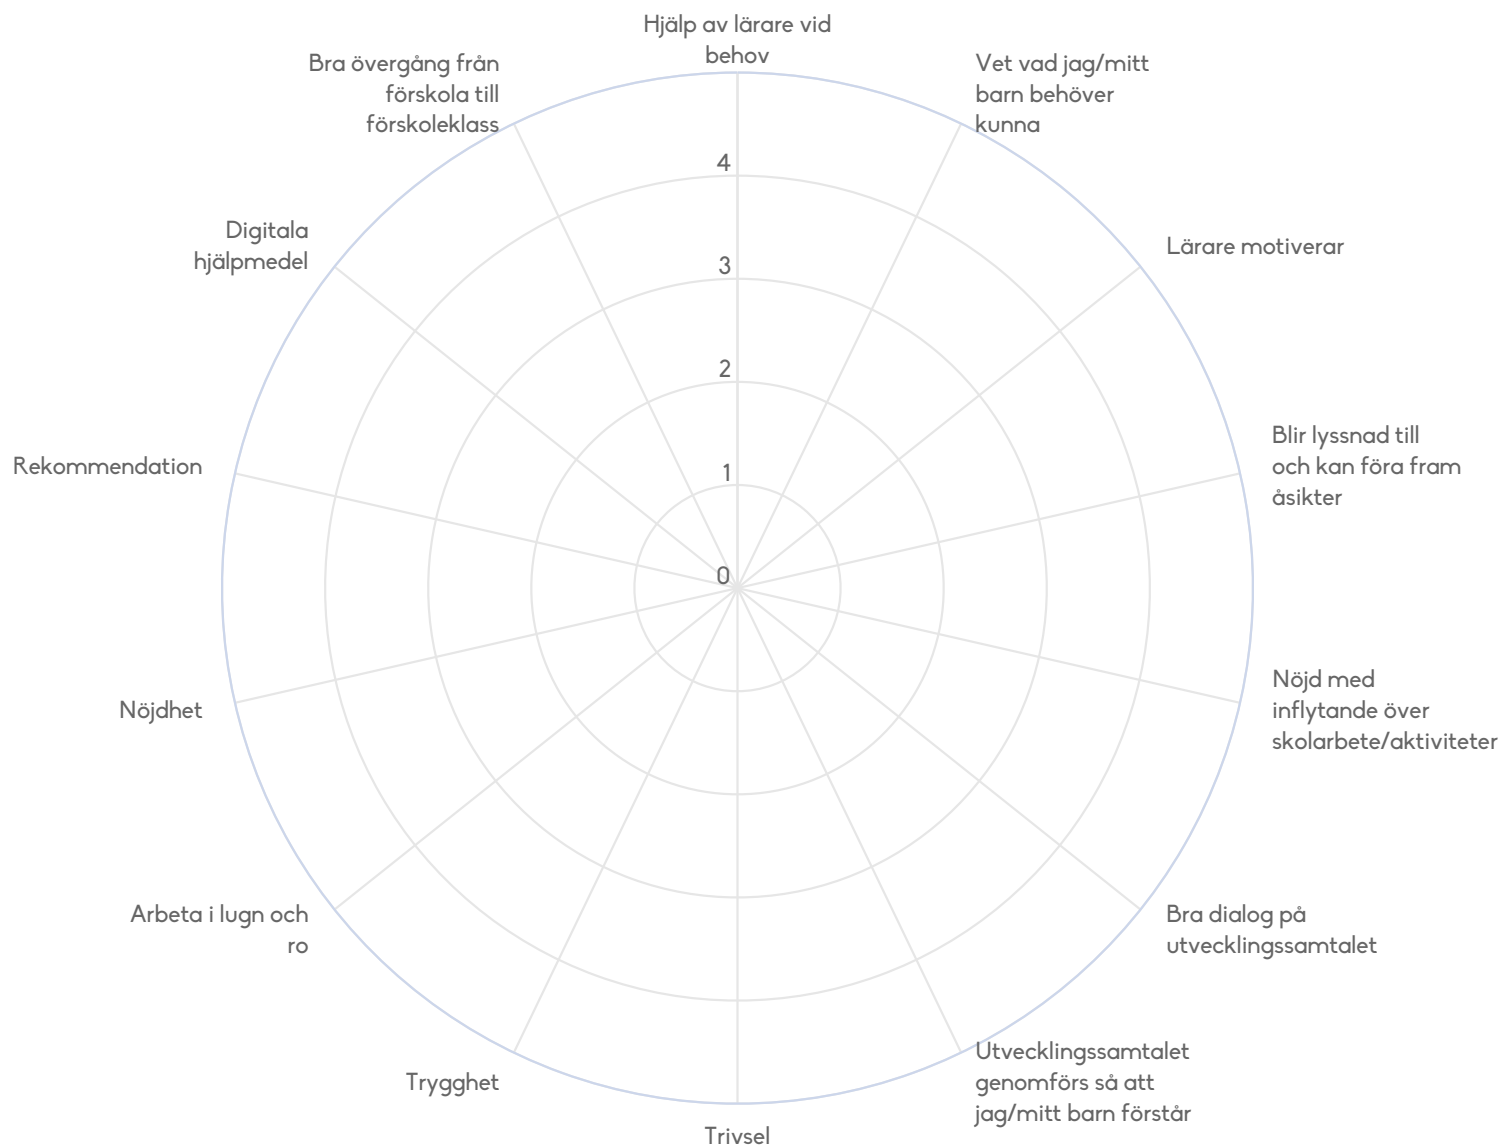 Hjälp av lärare vid
behov
Vet vad jag/mitt
barn behöver
kunna
Lärare motiverar
Blir lyssnad till
och kan föra fram
åsikter
Nöjd med
inflytande över
skolarbete/aktiviteter
Bra dialog på
utvecklingssamtalet
Utvecklingssamtalet
genomförs så att
jag/mitt barn förstår
Trivsel
Trygghet
Arbeta i lugn och
ro
Nöjdhet
Rekommendation
Digitala
hjälpmedel
Bra övergång från
förskola till
förskoleklass
4
3
2
1
0